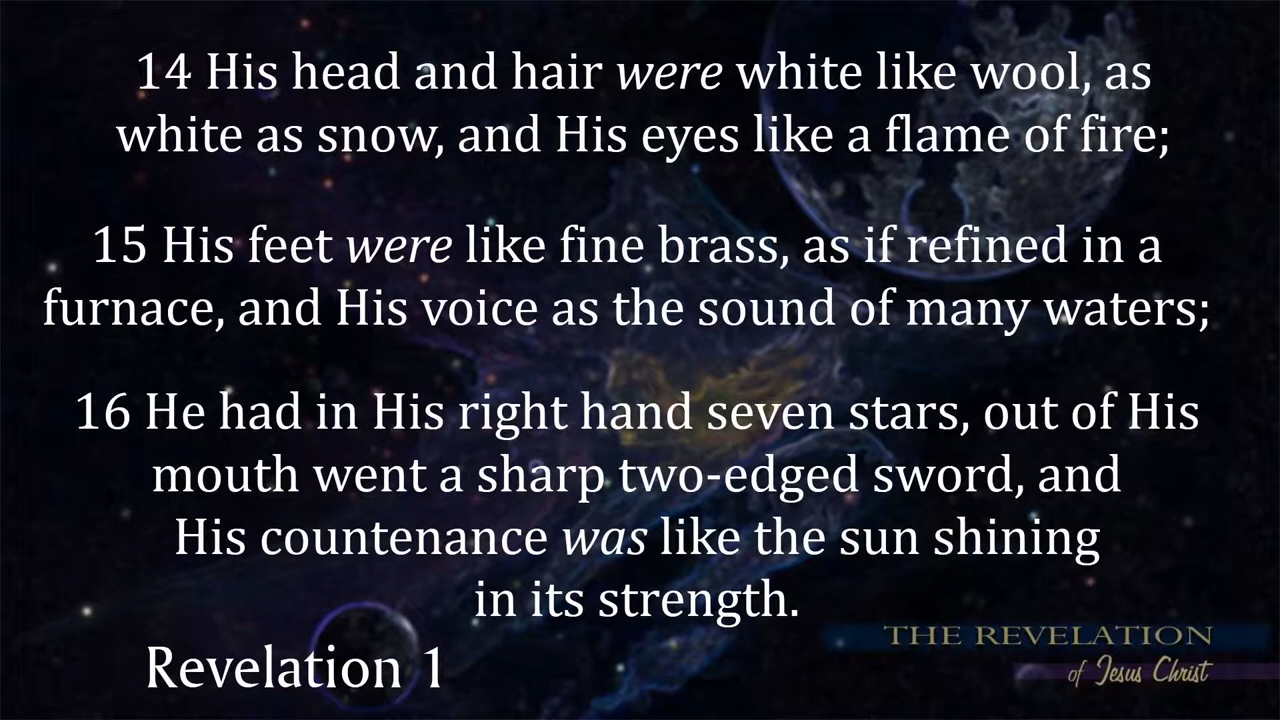 14 His head and hair were white like wool, as
white as snow, and His eyes like a flame of fire;
15 His feet were like fine brass, as if refined in a
furnace, and His voice as the sound of many waters;
16 He had in His right hand seven stars, out of His
mouth went a sharp two-edged sword, and
His countenance was like the sun shining
in its strength.
Revelation 1
THE REVELATION
of Jesus Christ